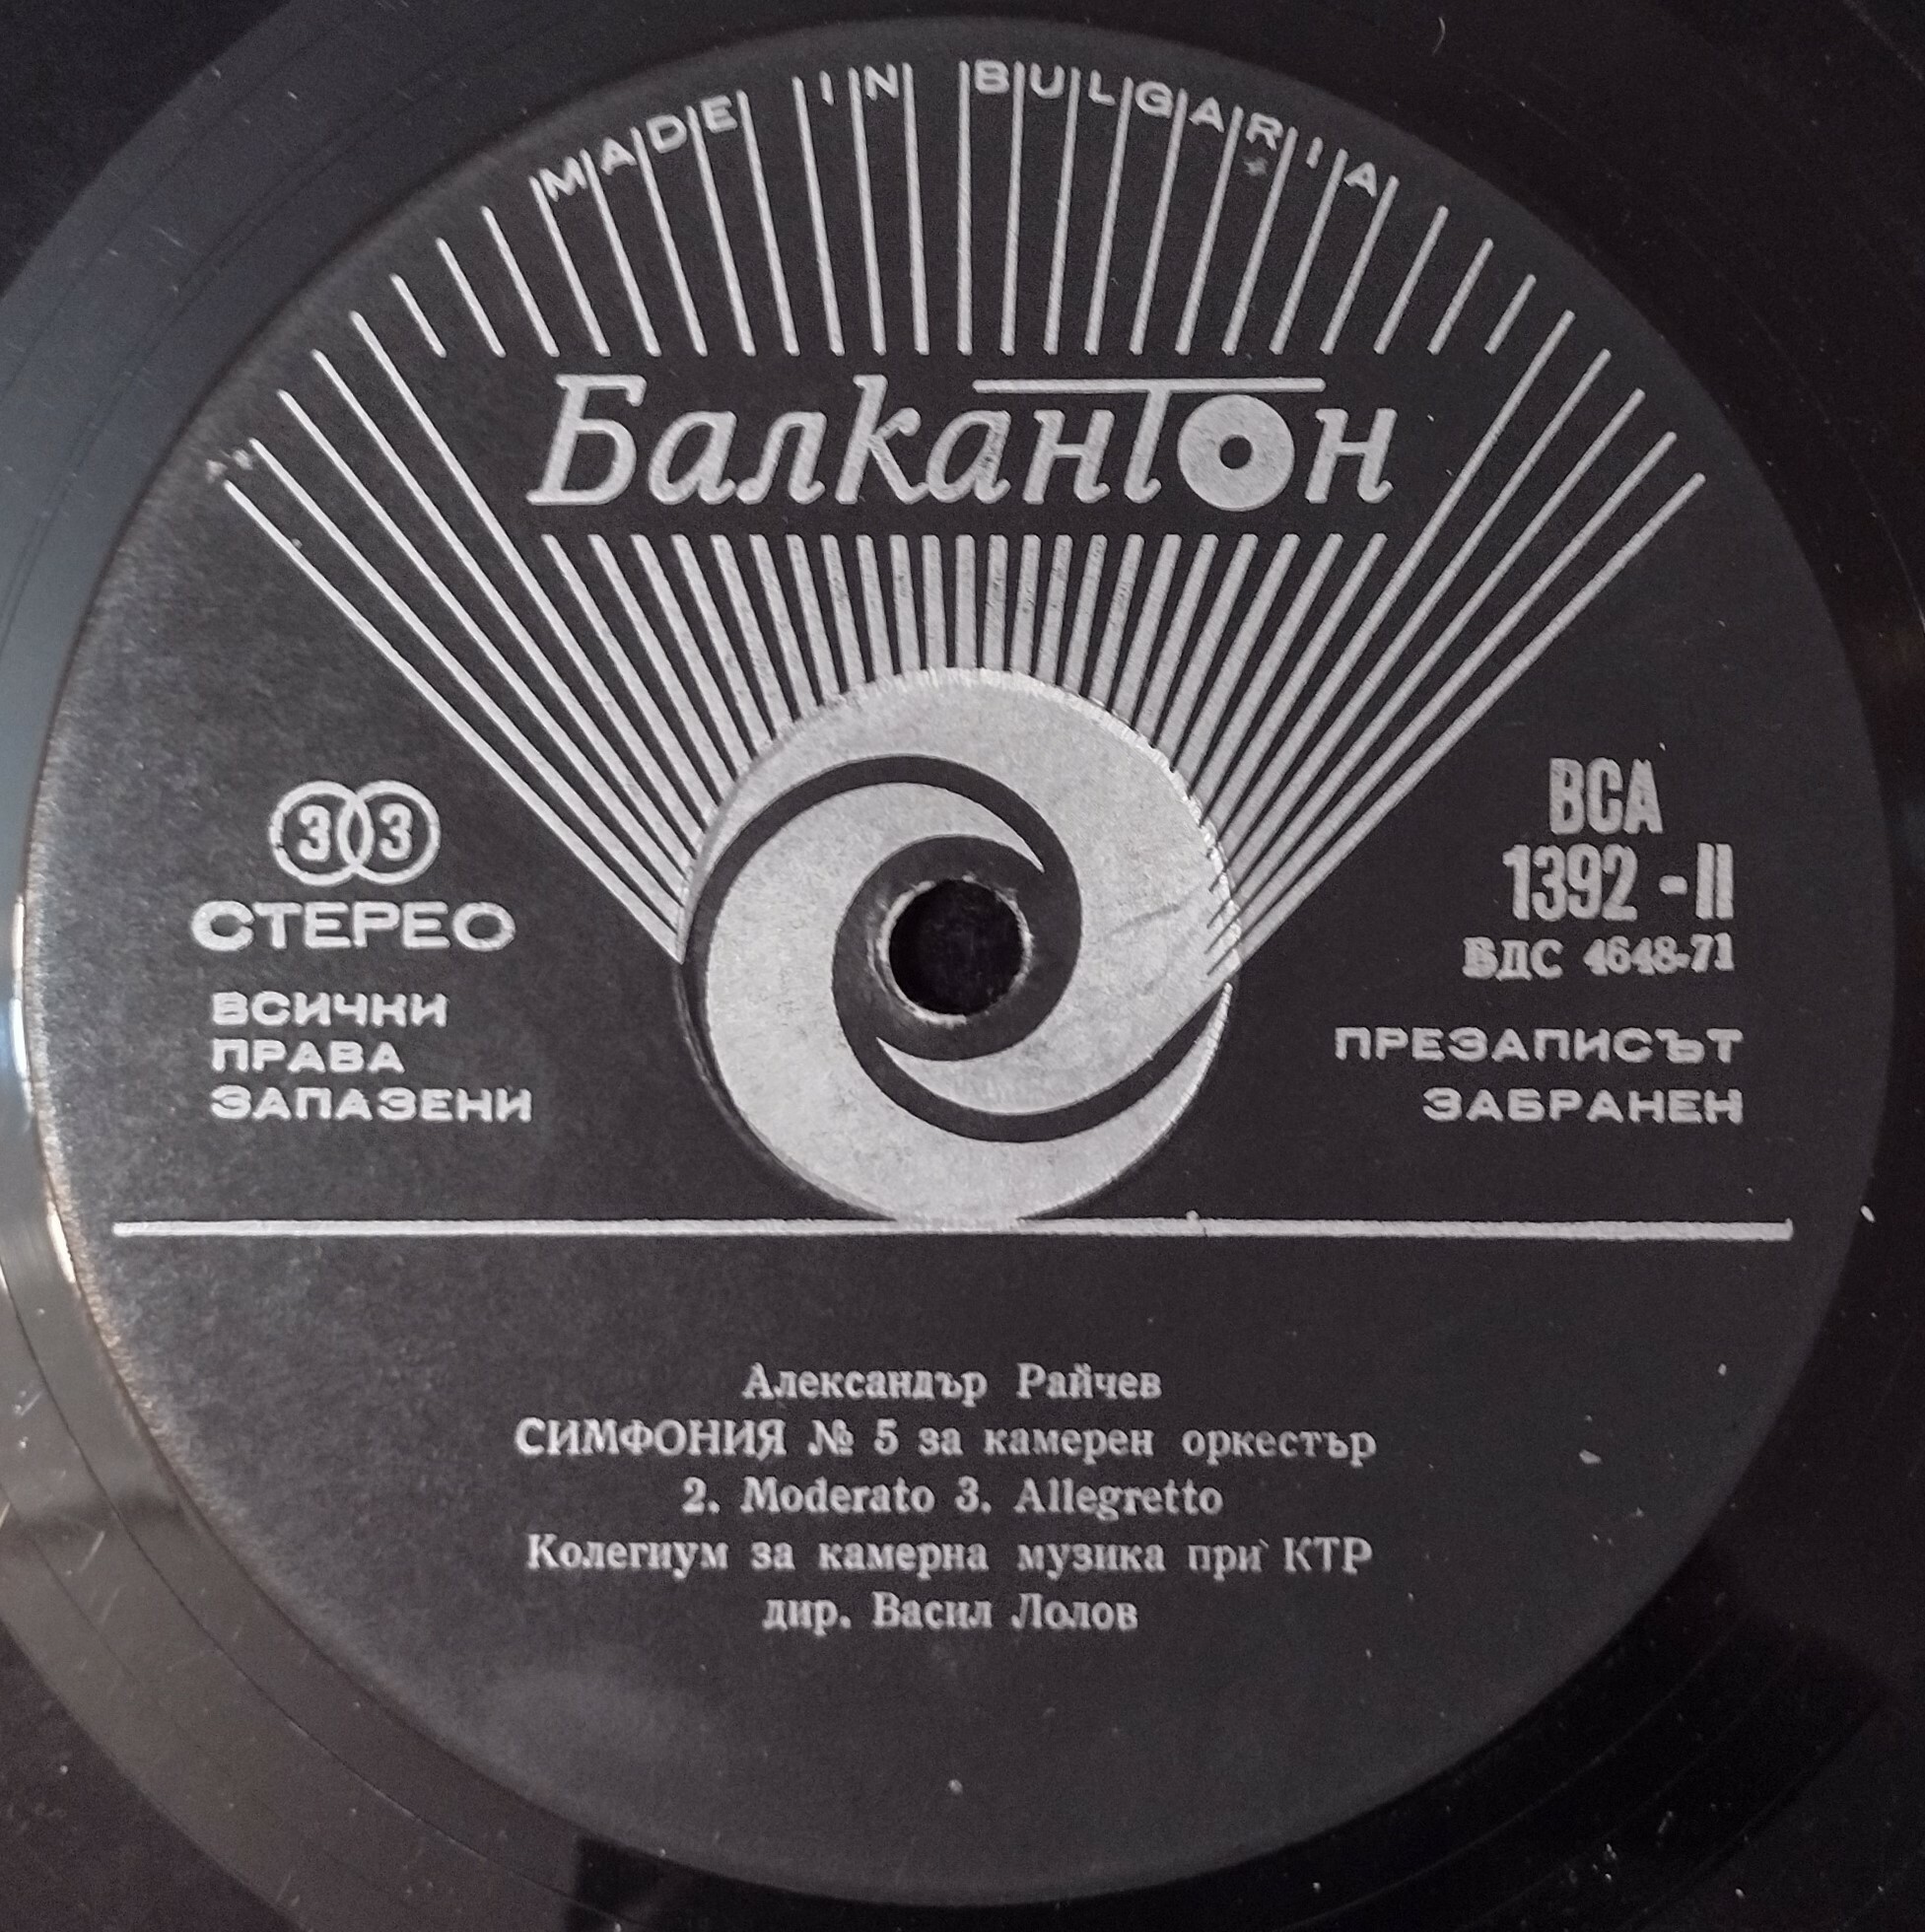 MADE IN BULGARIA
Балкантон
33
СТЕРЕО
ВСИЧКИ
ПРАВА
ЗАПАЗЕНИ
ВСА
1392 - II
БДС 4648-71
ПРЕЗАПИСЪТ
ЗАБРАНЕН
Александър Райчев
СИМФОНИЯ № 5 за камерен оркестър
2. Moderato 3. Allegretto
Колегиум за камерна музика при КТР
дир. Васил Лолов